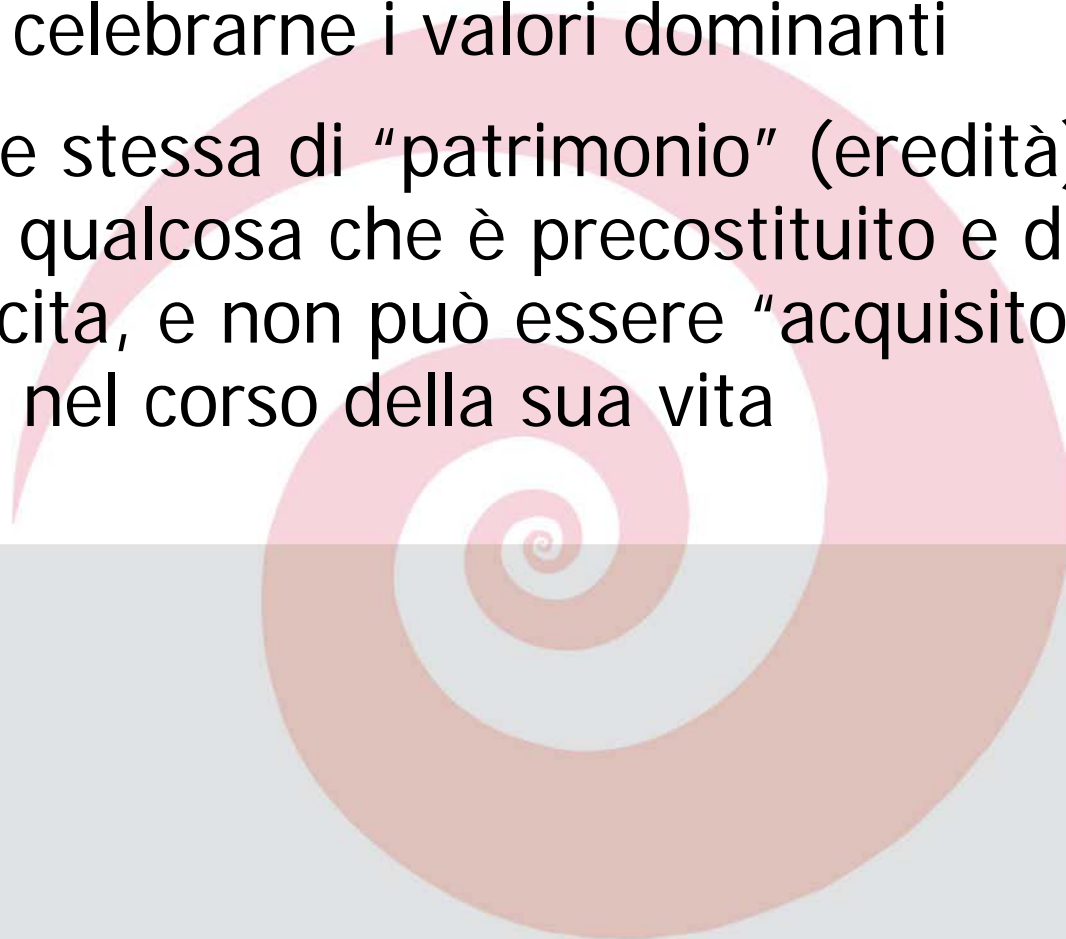 celebrarne i valori dominanti
e stessa di “patrimonio” (eredità)
qualcosa che è precostituito e d
cita, e non può essere “acquisito
nel corso della sua vita